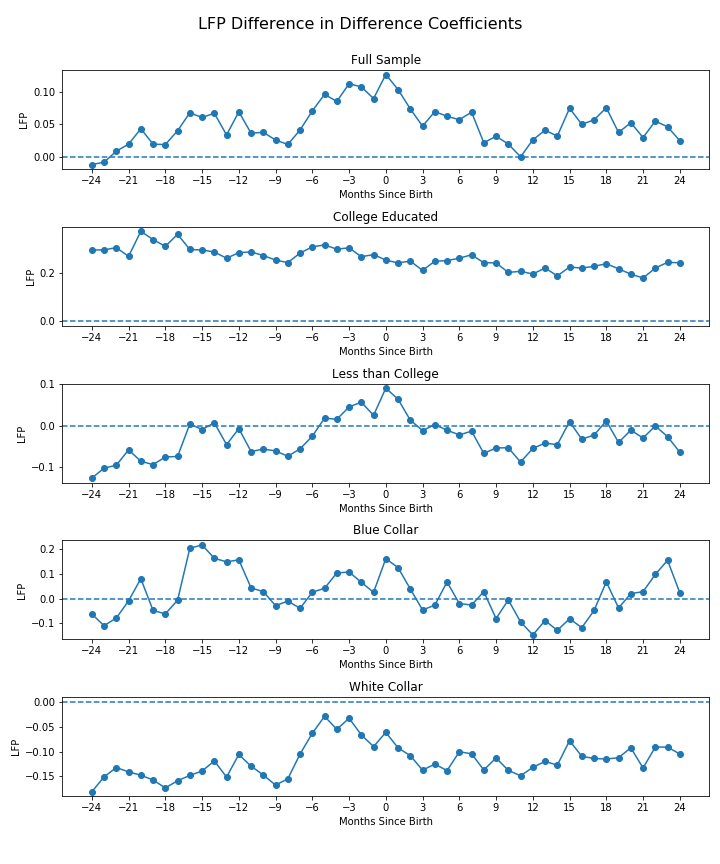 LFP Difference in Difference Coefficients
Full Sample
0.10
0.05
0.00
LFP
−24 −21 −18 −15 −12 −9 −6 −3 0 3 6 9 12 15 18 21 24
Months Since Birth
College Educated
0.2
0.0
LFP
−24 −21 −18 −15 −12 −9 −6 −3 0 3 6 9 12 15 18 21 24
Months Since Birth
Less than College
0.1
0.0
−0.1
LFP
−24 −21 −18 −15 −12 −9 −6 −3 0 3 6 9 12 15 18 21 24
Months Since Birth
Blue Collar
0.2
0.1
0.0
−0.1
LFP
−24 −21 −18 −15 −12 −9 −6 −3 0 3 6 9 12 15 18 21 24
Months Since Birth
White Collar
0.00
−0.05
−0.10
−0.15
LFP
−24 −21 −18 −15 −12 −9 −6 −3 0 3 6 9 12 15 18 21 24
Months Since Birth